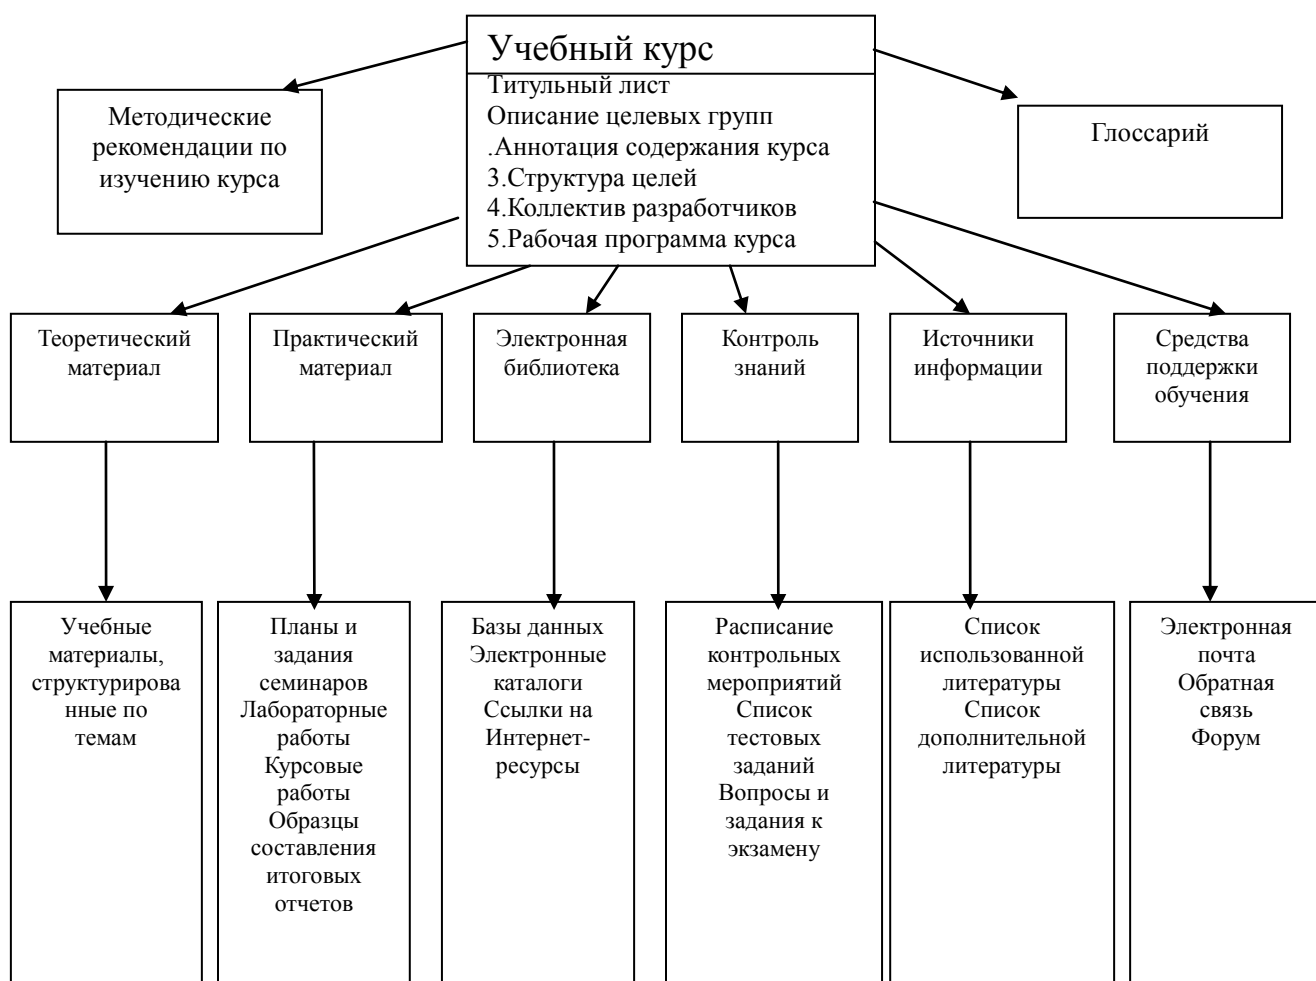 Учебный курс
Титульный лист
Описание целевых групп
.Аннотация содержания курса
3.Структура целей
4.Коллектив разработчиков
5.Рабочая программа курса
Методические
рекомендации по
изучению курса
Глоссарий
Теоретический
материал
Практический
материал
Электронная
библиотека
Контроль
знаний
Источники
информации
Средства
поддержки
обучения
Учебные
материалы,
структурирова
нные по
темам
Планы и
задания
семинаров
Лабораторные
работы
Курсовые
работы
Образцы
составления
итоговых
отчетов
Базы данных
Электронные
каталоги
Ссылки на
Интернет-
ресурсы
Расписание
контрольных
мероприятий
Список
тестовых
заданий
Вопросы и
задания к
экзамену
Список
использованной
литературы
Список
дополнительной
литературы
Электронная
почта
Обратная
связь
Форум